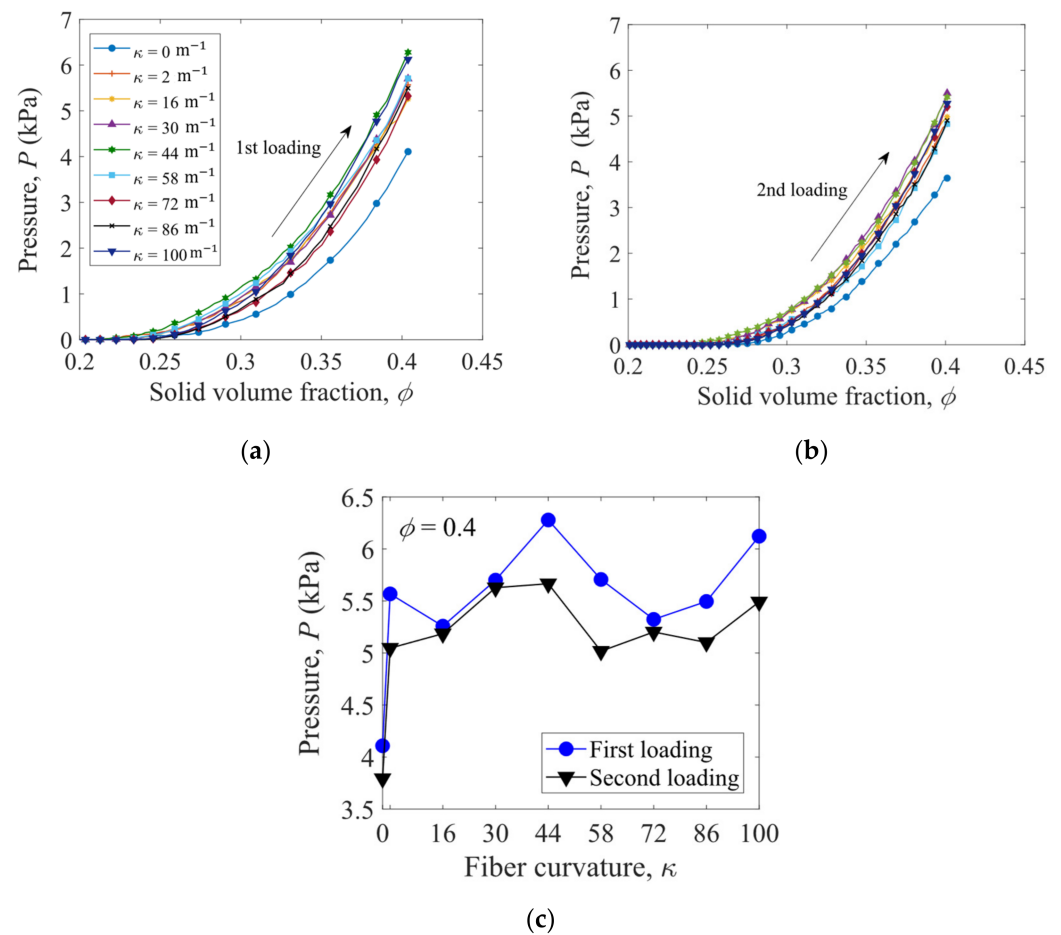 7
6
5
4
3
2
1
0
Pressure, P (kPa)
κ = 0 m⁻¹
κ = 2 m⁻¹
κ = 16 m⁻¹
κ = 30 m⁻¹
κ = 44 m⁻¹
κ = 58 m⁻¹
κ = 72 m⁻¹
κ = 86 m⁻¹
κ = 100 m⁻¹
1st loading
0.2 0.25 0.3 0.35 0.4 0.45
Solid volume fraction, ϕ
(a)
7
6
5
4
3
2
1
0
Pressure, P (kPa)
2nd loading
0.2 0.25 0.3 0.35 0.4 0.45
Solid volume fraction, ϕ
(b)
6.5
6
5.5
5
4.5
4
3.5
Pressure, P (kPa)
ϕ = 0.4
First loading
Second loading
0 16 30 44 58 72 86 100
Fiber curvature, κ
(c)